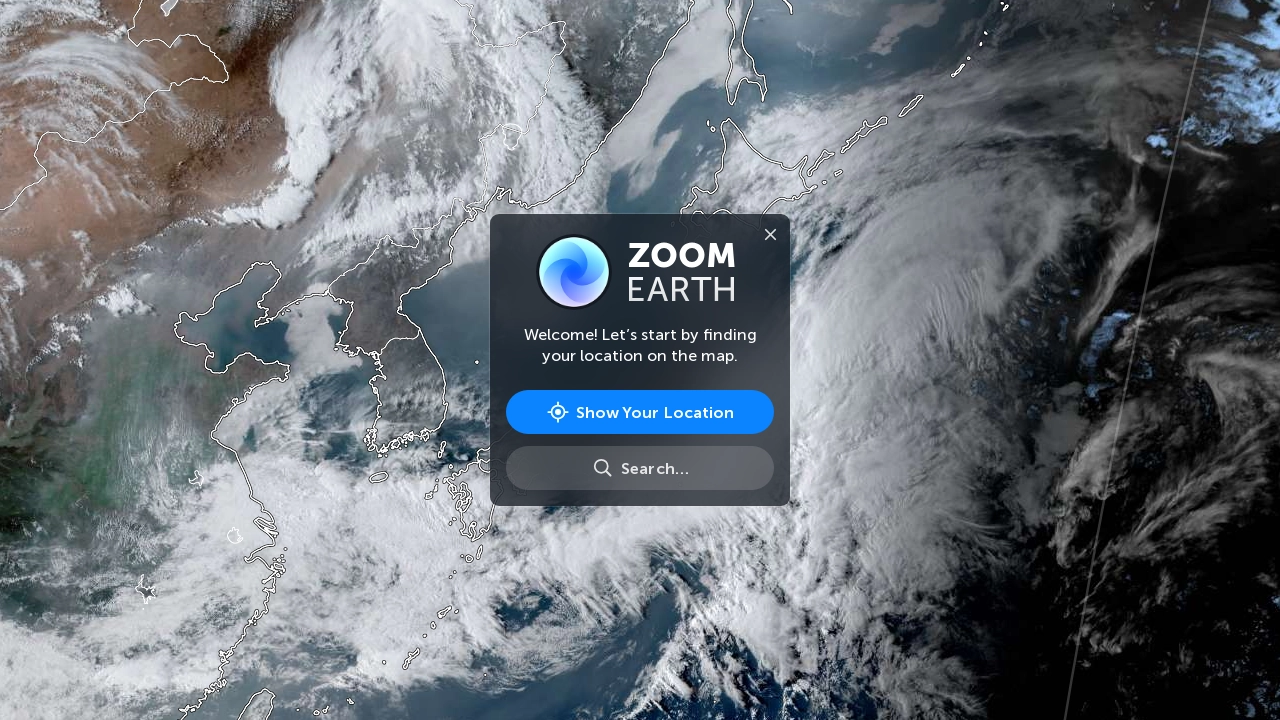 ZOOM
EARTH
Welcome! Let’s start by finding
your location on the map.
Show Your Location
Search...